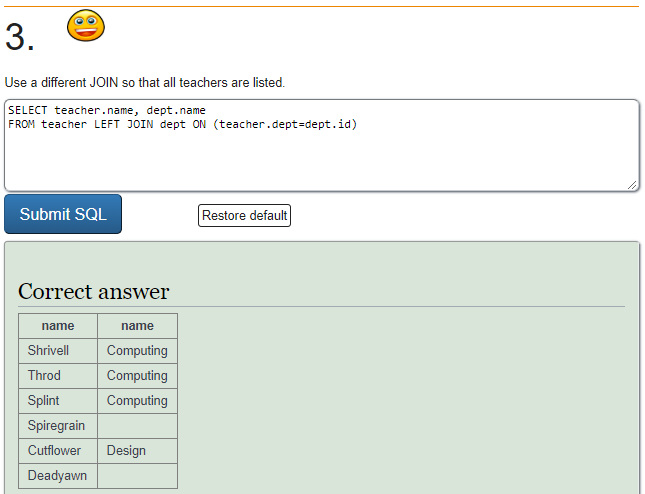 3.
Use a different JOIN so that all teachers are listed.
SELECT teacher.name, dept.name
FROM teacher LEFT JOIN dept ON (teacher.dept=dept.id)
Submit SQL
Restore default
Correct answer
name name
Shrivell Computing
Throd Computing
Splint Computing
Spiregrain
Cutflower Design
Deadyawn